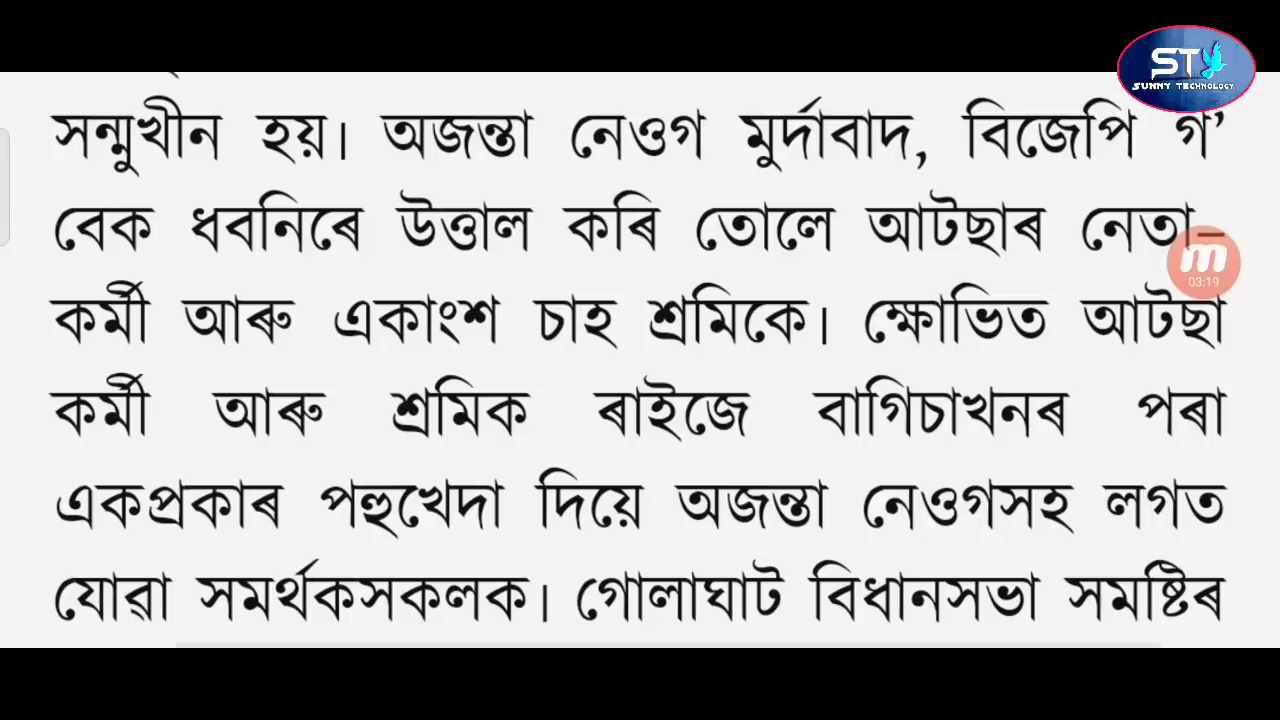 ST
SUNNY TECHNOLOGY
সন্মুখীন হয়। অজন্তা নেওগ মুৰ্দাবাদ, বিজেপি গ’
বেক ধবনিৰে উত্তাল কৰি তোলে আটছাৰ নেতা-
03:19
কৰ্মী আৰু একাংশ চাহ শ্ৰমিকে। ক্ষোভিত আটছা
কৰ্মী আৰু শ্ৰমিক ৰাইজে বাগিচাখনৰ পৰা
একপ্ৰকাৰ পহুখেদা দিয়ে অজন্তা নেওগসহ লগত
যোৱা সমৰ্থকসকলক। গোলাঘাট বিধানসভা সমষ্টিৰ